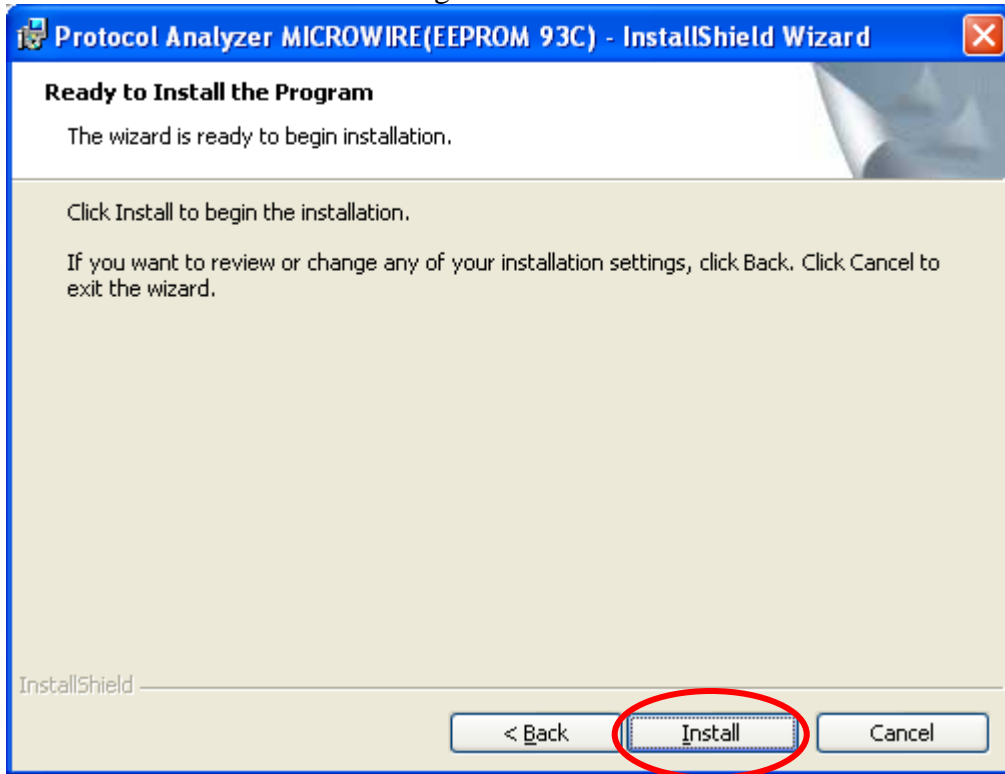 Protocol Analyzer MICROWIRE(EEPROM 93C) - InstallShield Wizard
Ready to Install the Program
The wizard is ready to begin installation.
Click Install to begin the installation.
If you want to review or change any of your installation settings, click Back. Click Cancel to
exit the wizard.
InstallShield
< Back Install Cancel